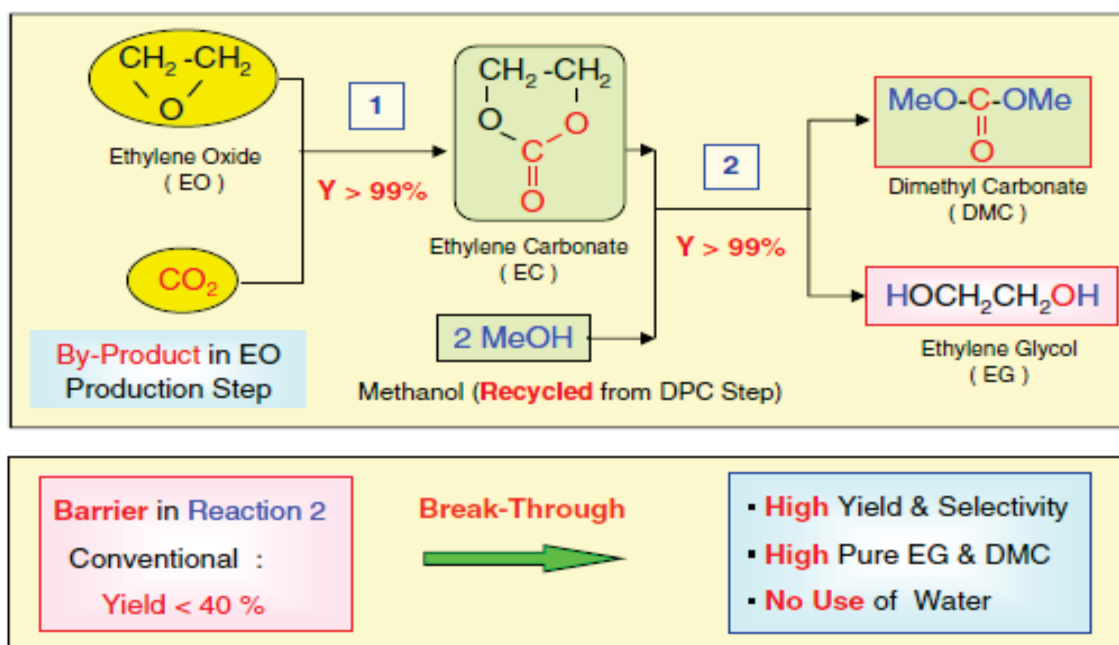 CH2-CH2
O
Ethylene Oxide
( EO )
CO2
By-Product in EO
Production Step
1
Y > 99%
CH2-CH2
O O
C
O
Ethylene Carbonate
( EC )
2 MeOH
Methanol (Recycled from DPC Step)
2
Y > 99%
MeO-C-OMe
O
Dimethyl Carbonate
( DMC )
HOCH2CH2OH
Ethylene Glycol
( EG )
Barrier in Reaction 2
Conventional :
Yield < 40 %
Break-Through
▪ High Yield & Selectivity
▪ High Pure EG & DMC
▪ No Use of Water